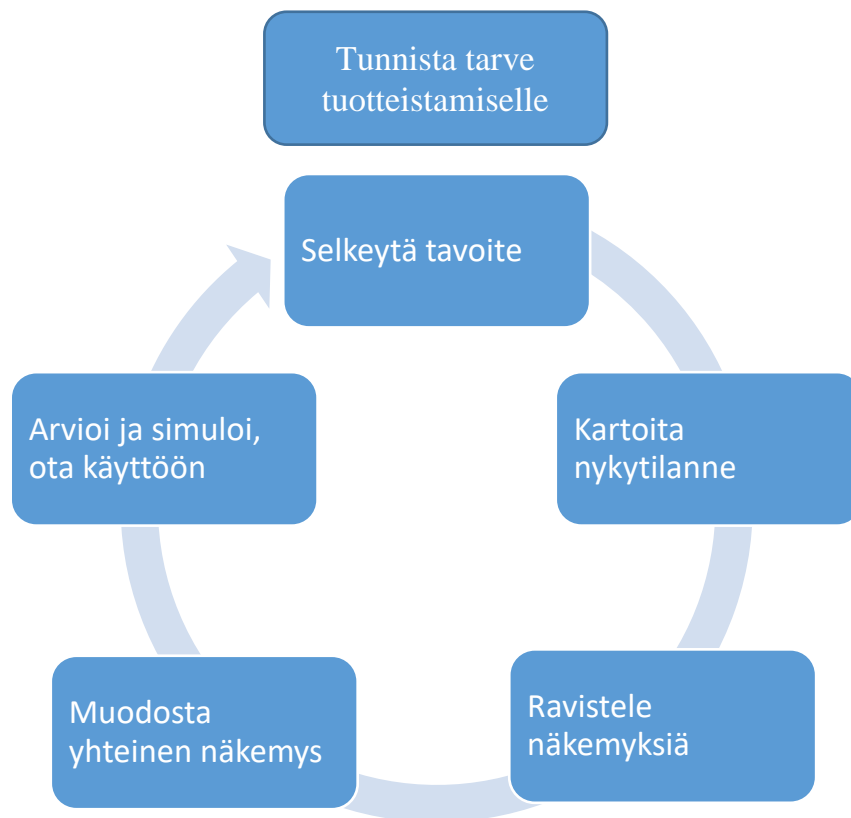 Tunnista tarve
tuotteistamiselle
Selkeytä tavoite
Kartoita
nykytilanne
Ravistele
näkemyksiä
Muodosta
yhteinen näkemys
Arvioi ja simuloi,
ota käyttöön